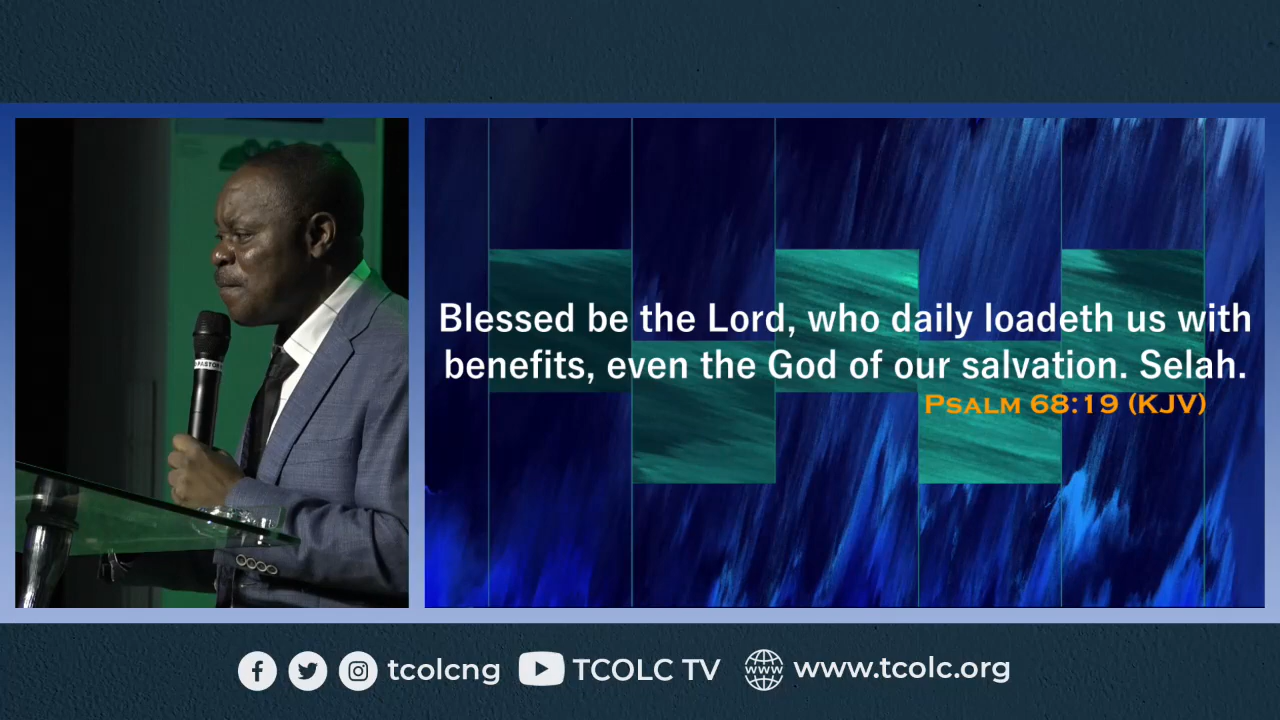 Blessed be the Lord, who daily loadeth us with
benefits, even the God of our salvation. Selah.
PSALM 68:19 (KJV)
PASTOR
tcolcng TCOLC TV www.tcolc.org